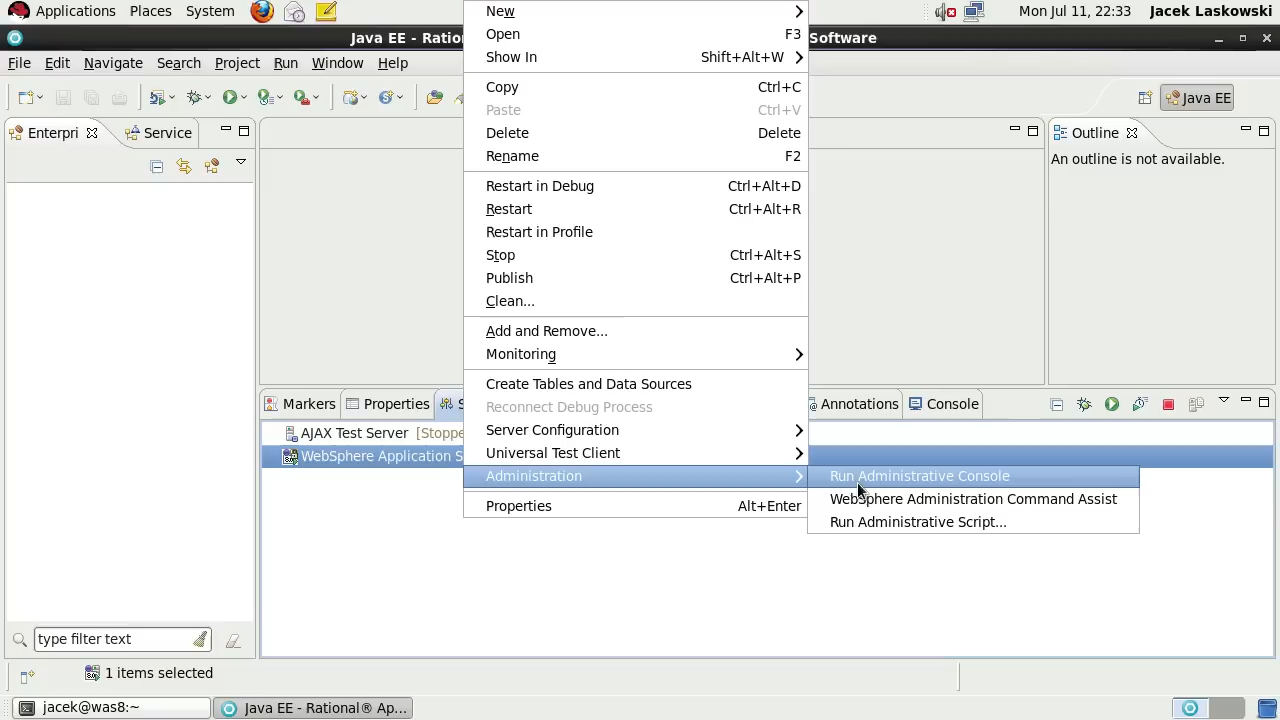 Applications Places System Mon Jul 11, 22:33 Jacek Laskowski
Java EE - Ratio Software
File Edit Navigate Search Project Run Window Help
Java EE
Enterpri Service
Outline
An outline is not available.
New
Open F3
Show In Shift+Alt+W
Copy Ctrl+C
Paste Ctrl+V
Delete Delete
Rename F2
Restart in Debug Ctrl+Alt+D
Restart Ctrl+Alt+R
Restart in Profile
Stop Ctrl+Alt+S
Publish Ctrl+Alt+P
Clean...
Add and Remove...
Monitoring
Create Tables and Data Sources
Reconnect Debug Process
Server Configuration
Universal Test Client
Administration
Properties Alt+Enter
Run Administrative Console
WebSphere Administration Command Assist
Run Administrative Script...
Markers Properties S Annotations Console
AJAX Test Server [Stoppe
WebSphere Application S
type filter text
1 items selected
jacek@was8:~ Java EE - Rational® Ap...